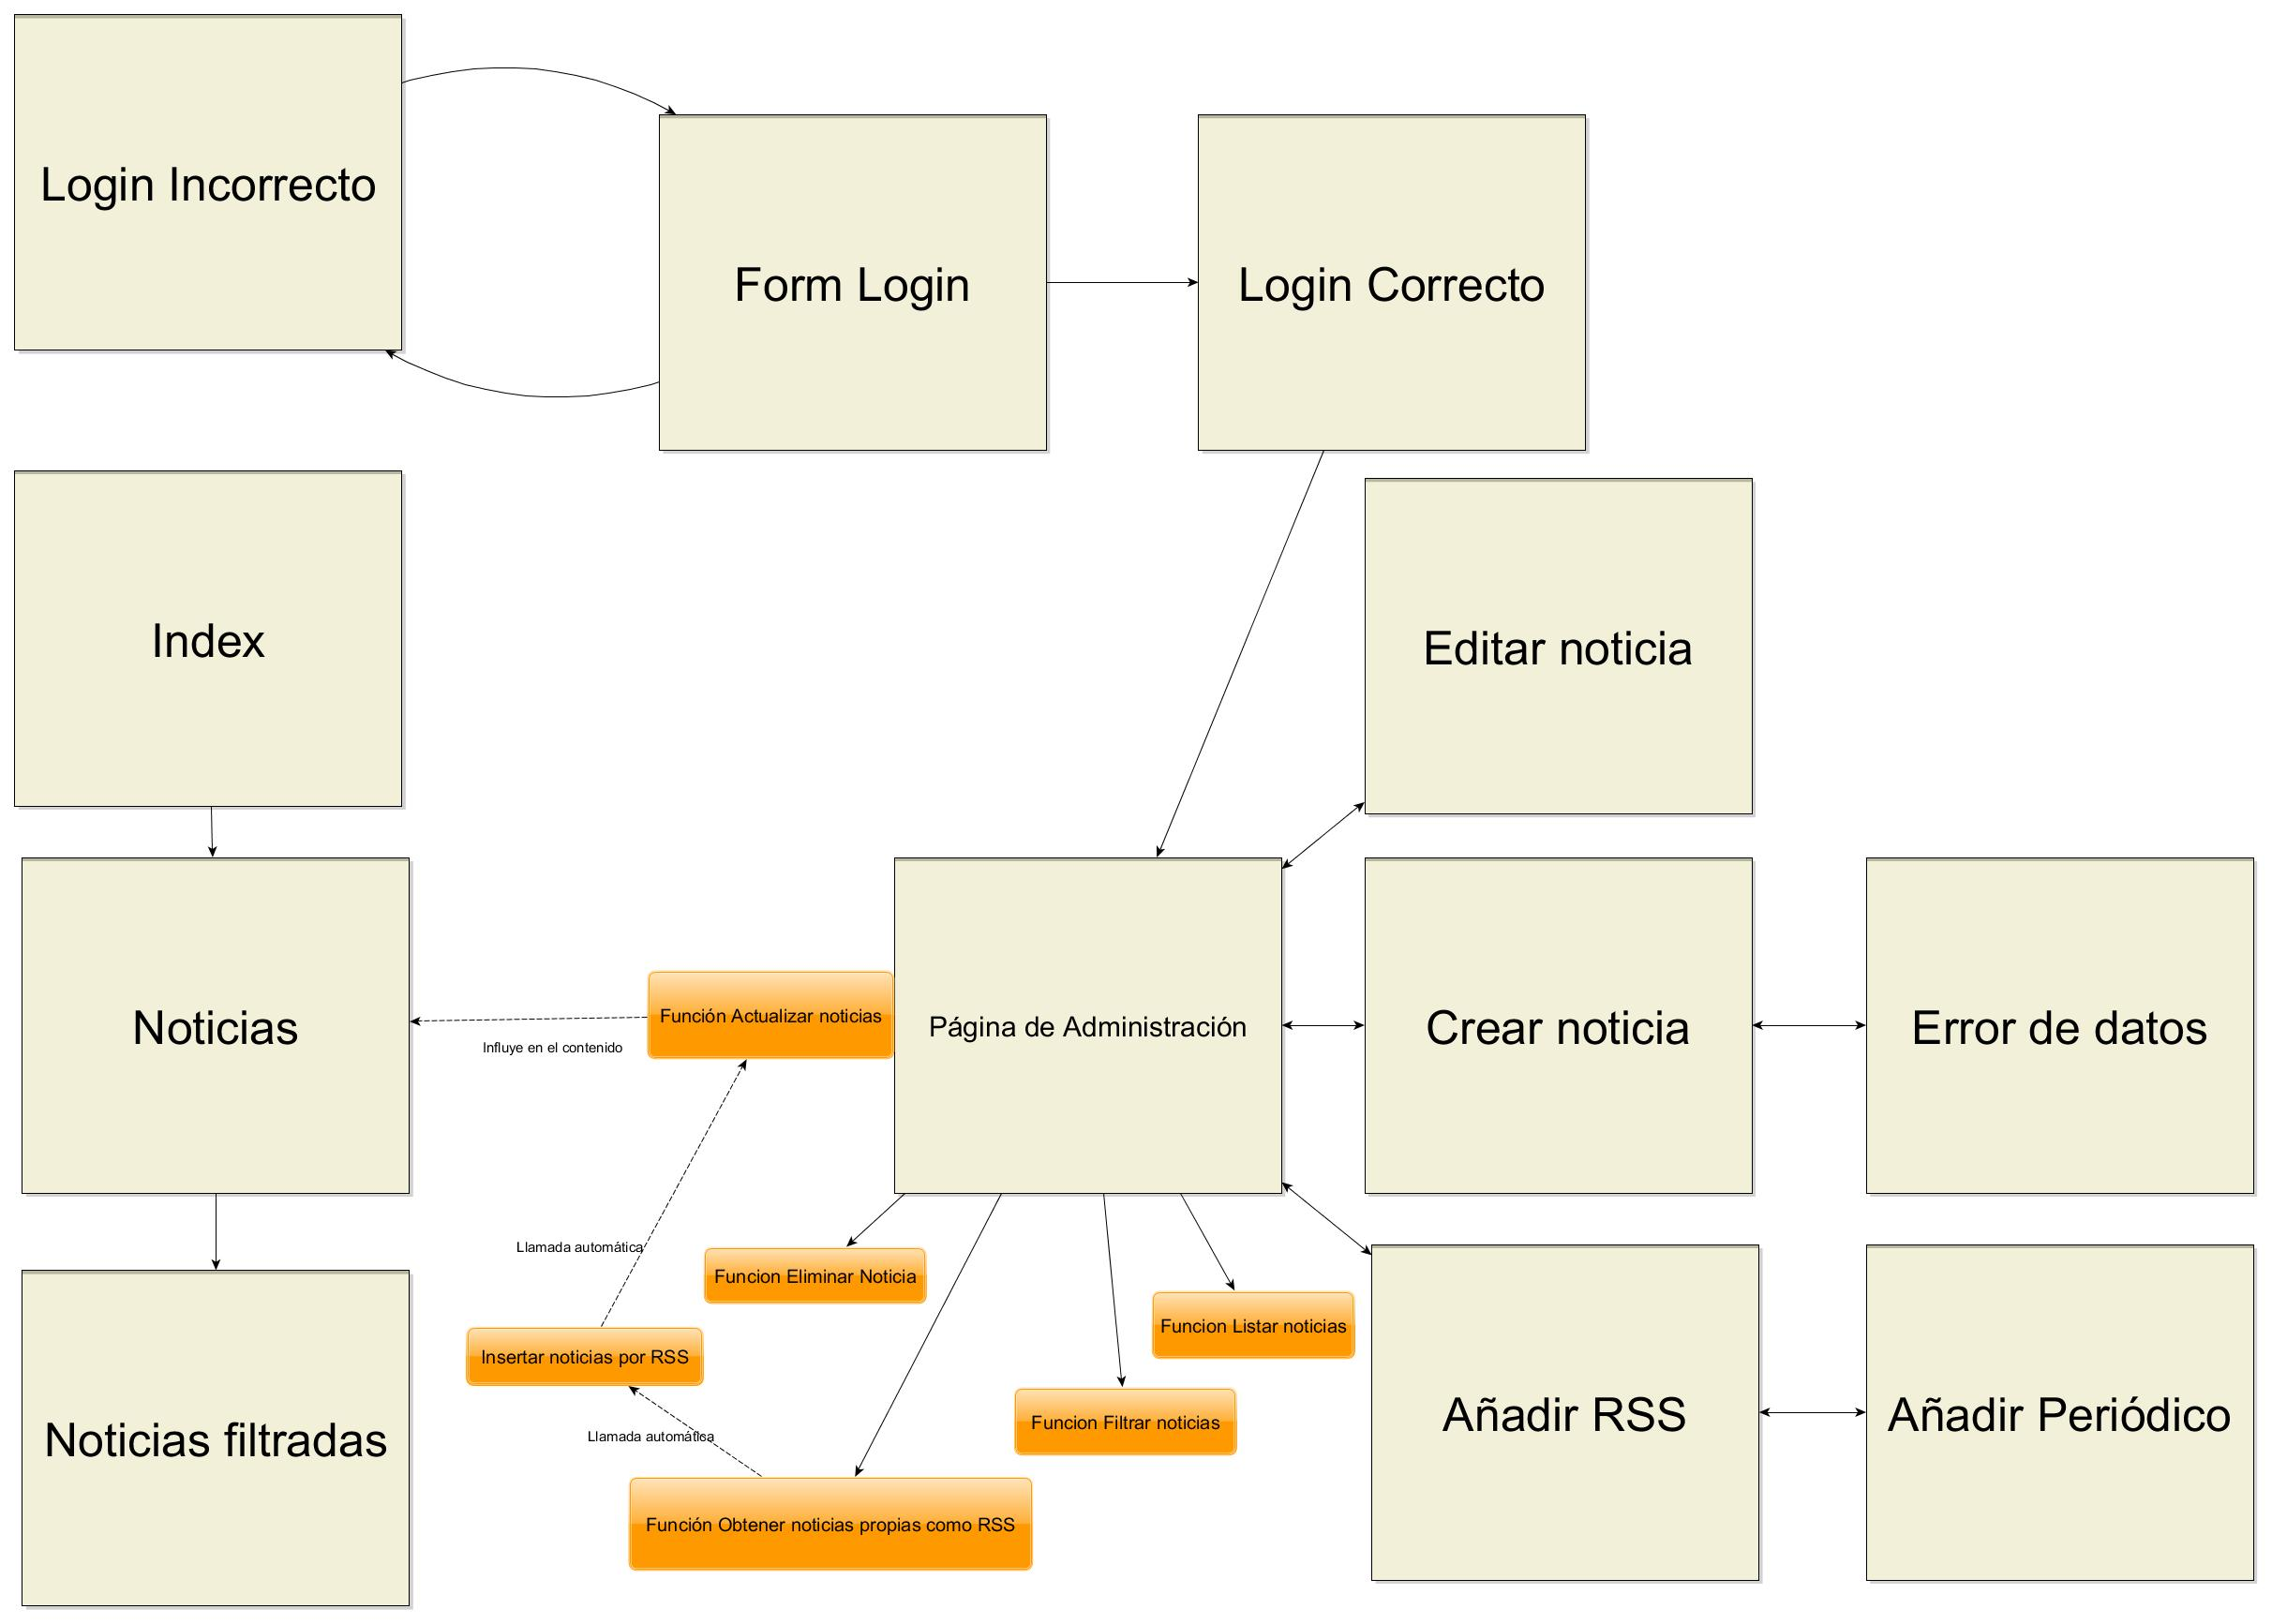 Login Incorrecto
Form Login
Login Correcto
Index
Editar noticia
Noticias
Influye en el contenido
Función Actualizar noticias
Página de Administración
Crear noticia
Error de datos
Llamada automática
Funcion Eliminar Noticia
Funcion Listar noticias
Insertar noticias por RSS
Funcion Filtrar noticias
Añadir RSS
Añadir Periódico
Noticias filtradas
Llamada automática
Función Obtener noticias propias como RSS